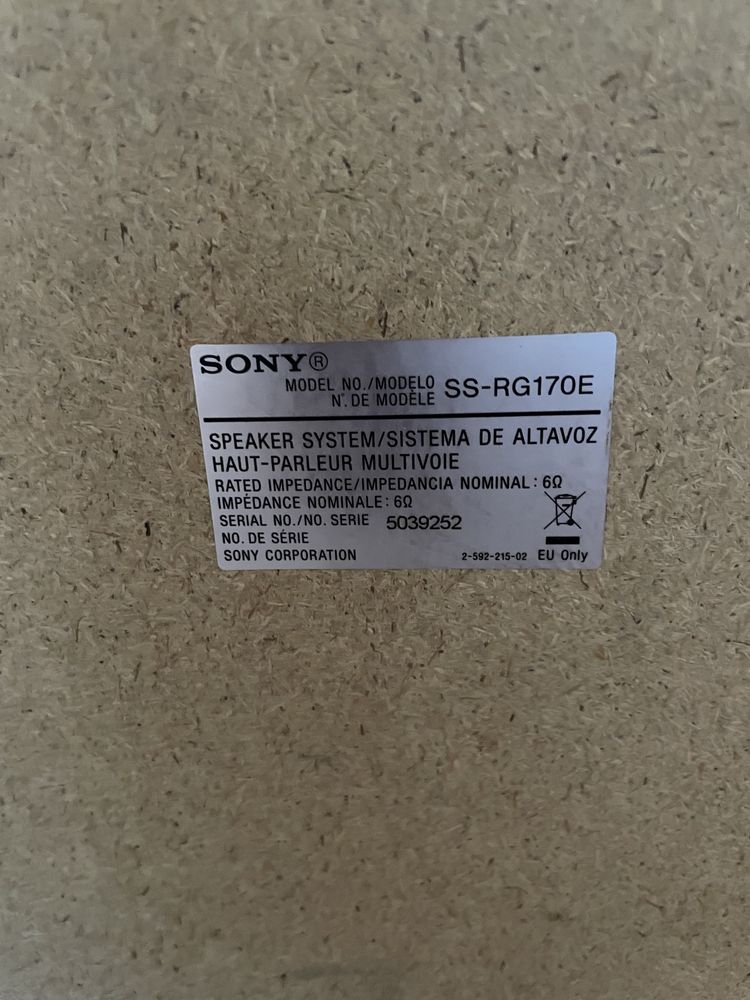 SONY®
MODEL NO./MODELO
N°. DE MODÈLE SS-RG170E
SPEAKER SYSTEM/SISTEMA DE ALTAVOZ
HAUT-PARLEUR MULTIVOIE
RATED IMPEDANCE/IMPEDANCIA NOMINAL : 6Ω
IMPÉDANCE NOMINALE : 6Ω
SERIAL NO./NO. SERIE 5039252
NO. DE SÉRIE
SONY CORPORATION 2-592-215-02 EU Only